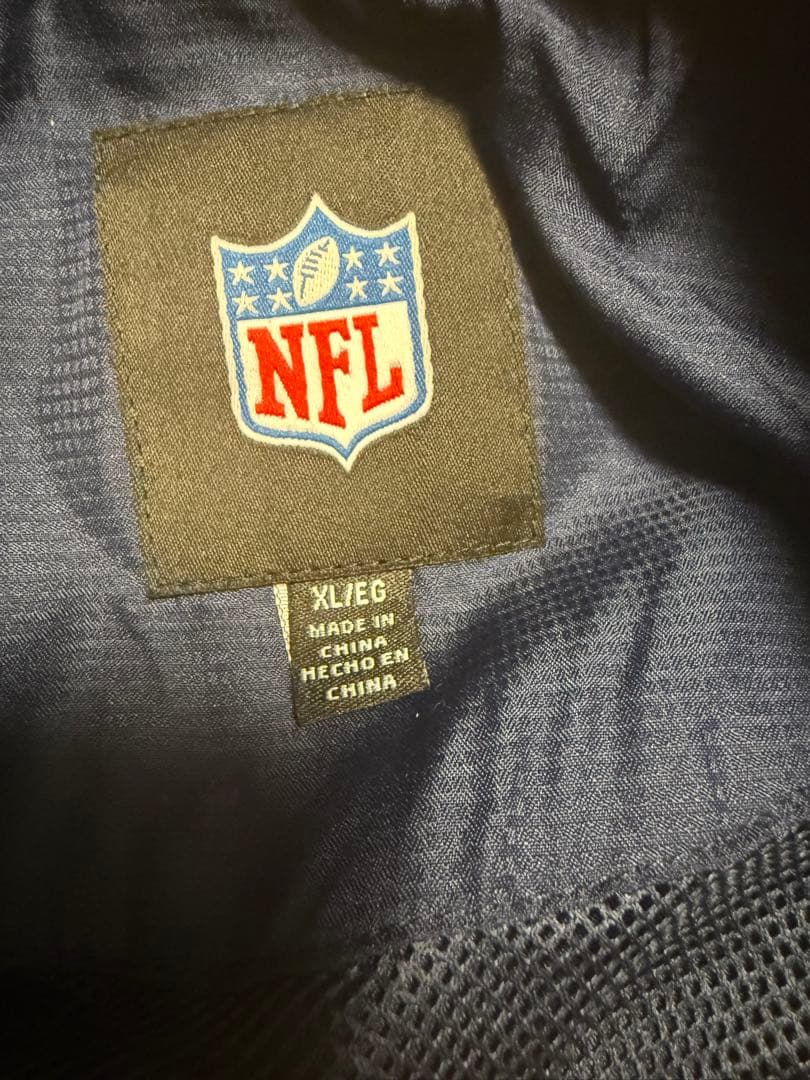 NFL
XL/EG
MADE IN
CHINA
HECHO EN
CHINA